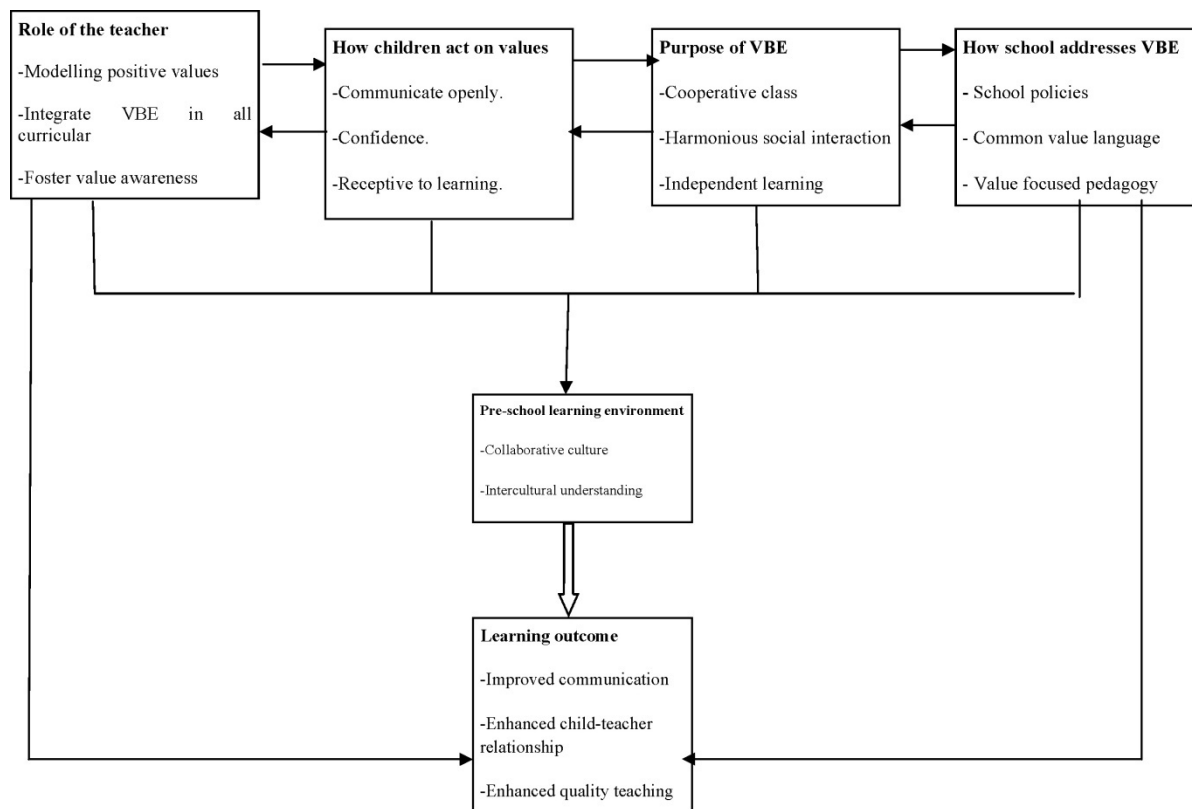 Role of the teacher
-Modelling positive values
-Integrate VBE in all
curricular
-Foster value awareness
How children act on values
-Communicate openly.
-Confidence.
-Receptive to learning.
Purpose of VBE
-Cooperative class
-Harmonious social interaction
-Independent learning
How school addresses VBE
- School policies
- Common value language
- Value focused pedagogy
Pre-school learning environment
-Collaborative culture
-Intercultural understanding
Learning outcome
-Improved communication
-Enhanced child-teacher
relationship
-Enhanced quality teaching